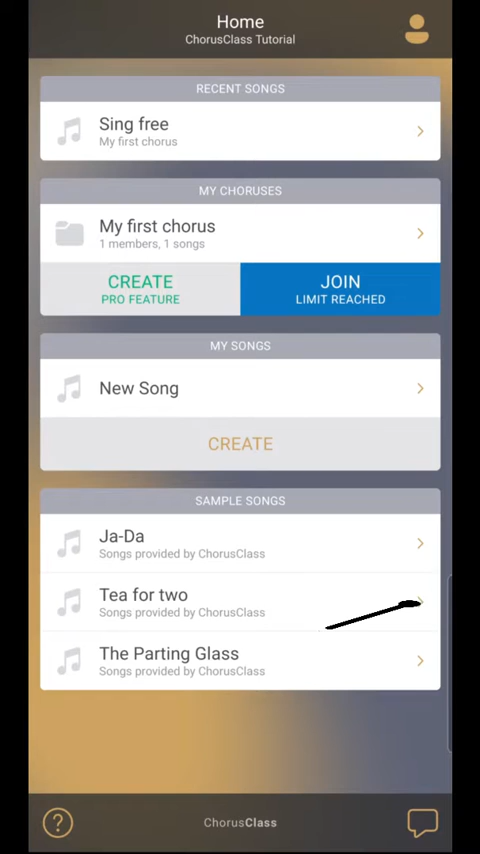 Home
ChorusClass Tutorial
RECENT SONGS
Sing free
My first chorus
MY CHORUSES
My first chorus
1 members, 1 songs
CREATE
PRO FEATURE
JOIN
LIMIT REACHED
MY SONGS
New Song
CREATE
SAMPLE SONGS
Ja-Da
Songs provided by ChorusClass
Tea for two
Songs provided by ChorusClass
The Parting Glass
Songs provided by ChorusClass
?
ChorusClass